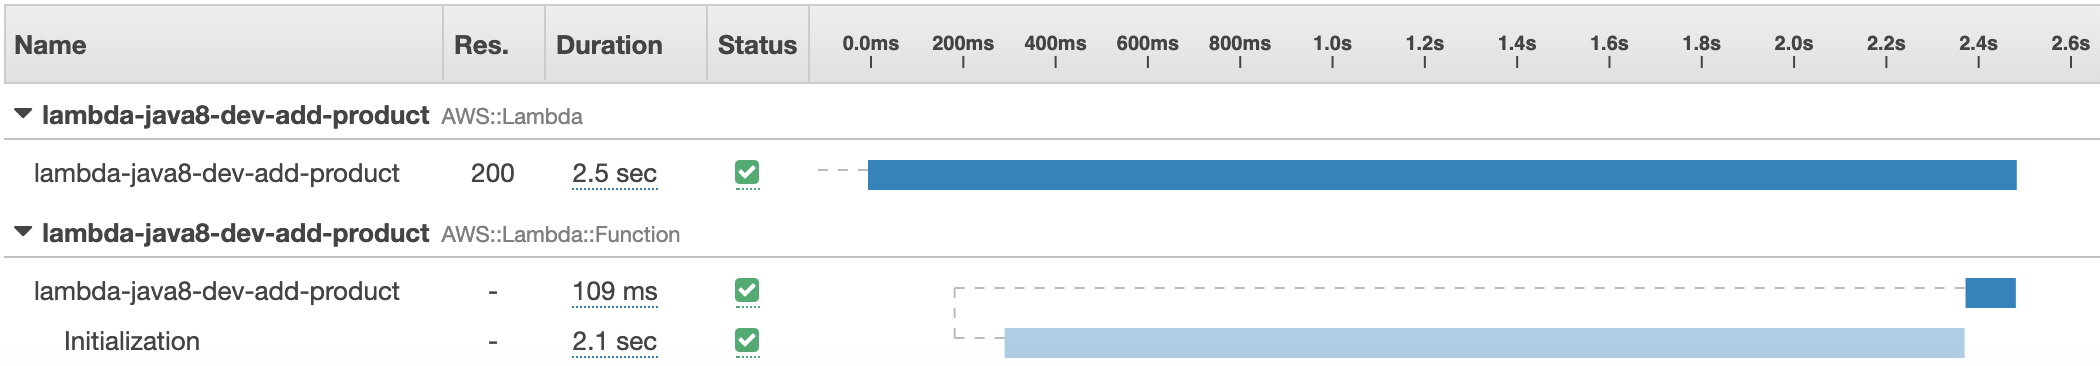 Name Res. Duration Status 0.0ms 200ms 400ms 600ms 800ms 1.0s 1.2s 1.4s 1.6s 1.8s 2.0s 2.2s 2.4s 2.6s
lambda-java8-dev-add-product AWS::Lambda
lambda-java8-dev-add-product 200 2.5 sec
lambda-java8-dev-add-product AWS::Lambda::Function
lambda-java8-dev-add-product - 109 ms
Initialization - 2.1 sec